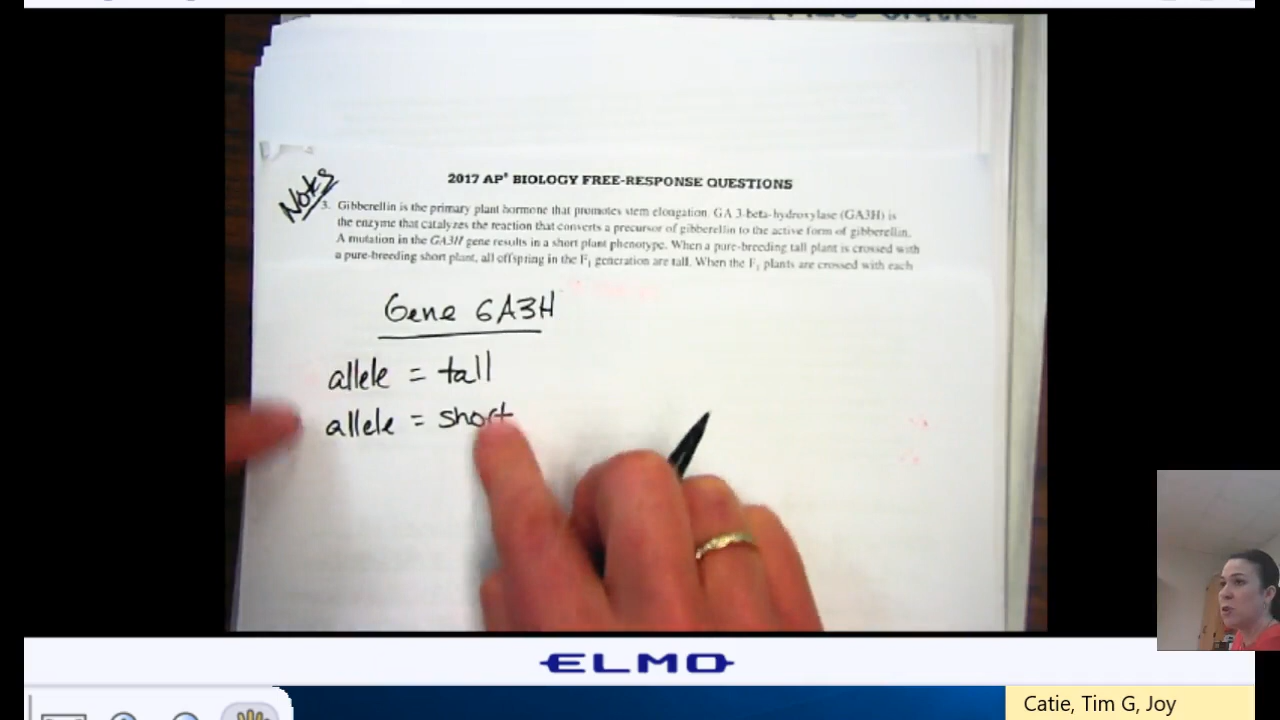 Notes
2017 AP® BIOLOGY FREE-RESPONSE QUESTIONS
3. Gibberellin is the primary plant hormone that promotes stem elongation. GA 3-beta-hydroxylase (GA3H) is
the enzyme that catalyzes the reaction that converts a precursor of gibberellin to the active form of gibberellin.
A mutation in the GA3H gene results in a short plant phenotype. When a pure-breeding tall plant is crossed with
a pure-breeding short plant, all offspring in the F₁ generation are tall. When the F₁ plants are crossed with each
Gene GA3H
allele = tall
allele = short
ELMO
Catie, Tim G, Joy